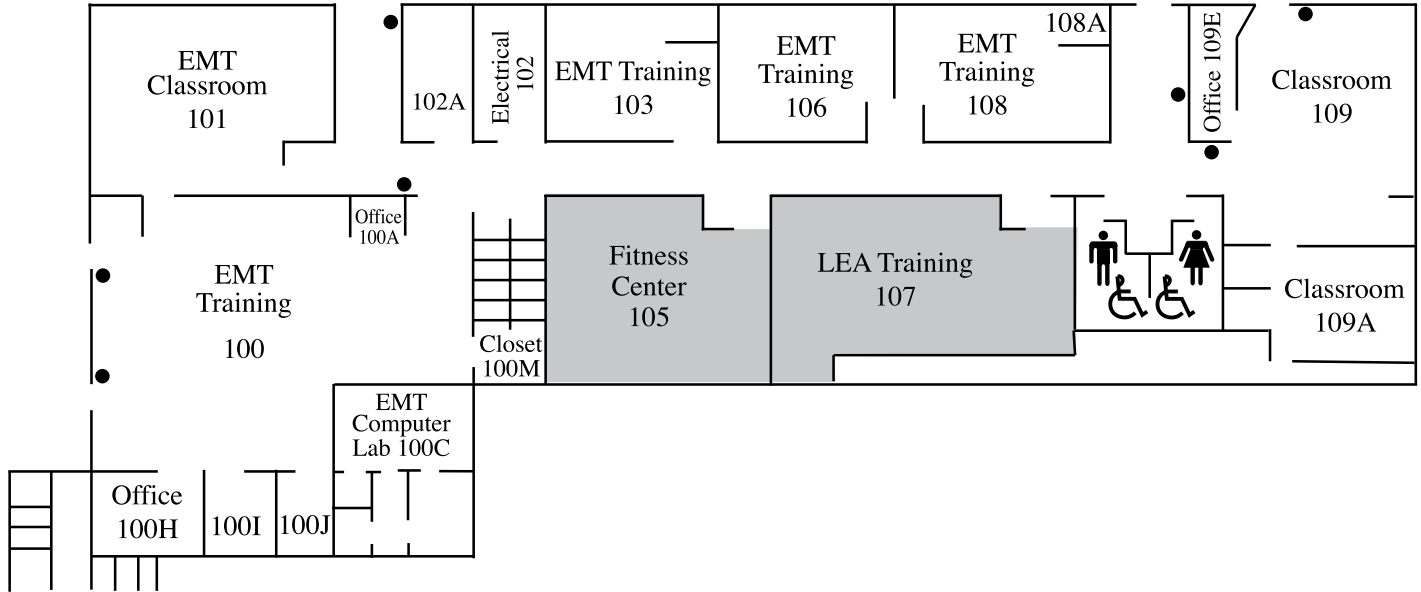 EMT
Classroom
101
102A
Electrical
102
EMT Training
103
EMT
Training
106
EMT
Training
108
108A
Office 109E
Classroom
109
Office
100A
EMT
Training
100
Closet
100M
Fitness
Center
105
LEA Training
107
Classroom
109A
EMT
Computer
Lab 100C
Office
100H
100I
100J